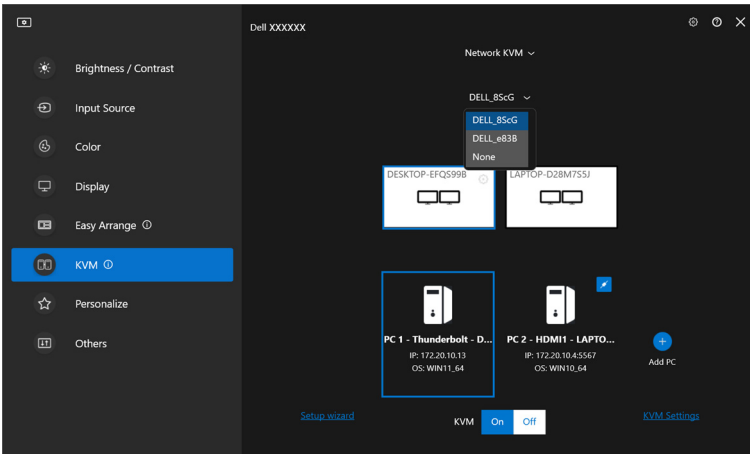 Dell XXXXXX
Brightness / Contrast
Input Source
Color
Display
Easy Arrange
KVM
Personalize
Others
Network KVM
DELL_8ScG
DELL_8ScG
DELL_e83B
None
DESKTOP-EFQS99B
LAPTOP-D28M7S5J
PC 1 - Thunderbolt - D...
IP: 172.20.10.13
OS: WIN11_64
PC 2 - HDMI1 - LAPTO...
IP: 172.20.10.4:5567
OS: WIN10_64
Add PC
Setup wizard
KVM On Off
KVM Settings